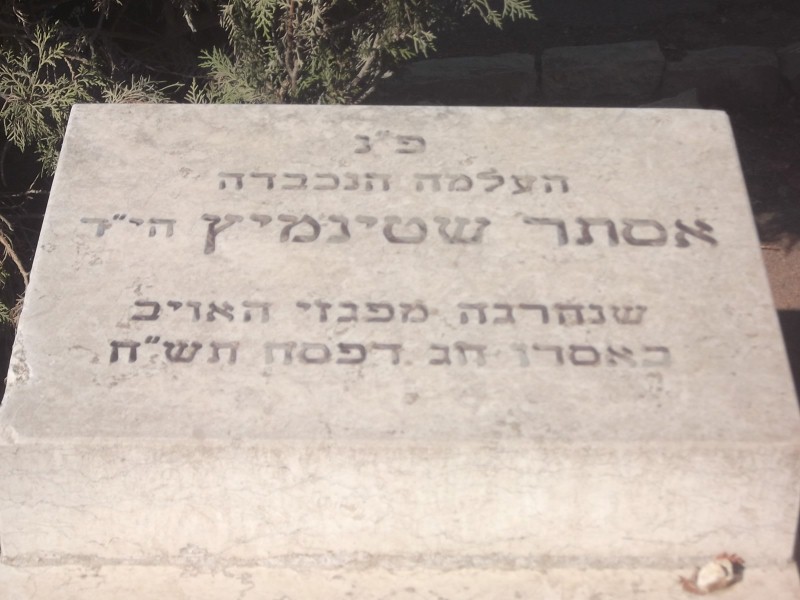 פ"נ
העלמה הנכבדה
אסתר שטינמיץ הי"ד
שנהרגה מפגזי האויב
באסרו חג דפסח תש"ח.